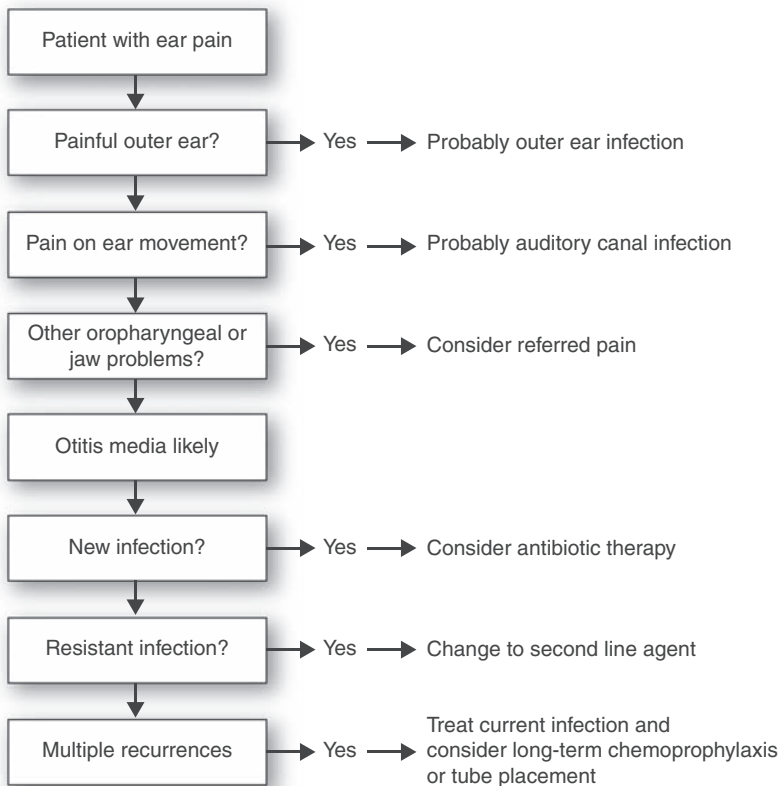 Patient with ear pain
Painful outer ear?
Yes
Probably outer ear infection
Pain on ear movement?
Yes
Probably auditory canal infection
Other oropharyngeal or
jaw problems?
Yes
Consider referred pain
Otitis media likely
New infection?
Yes
Consider antibiotic therapy
Resistant infection?
Yes
Change to second line agent
Multiple recurrences
Yes
Treat current infection and
consider long-term chemoprophylaxis
or tube placement